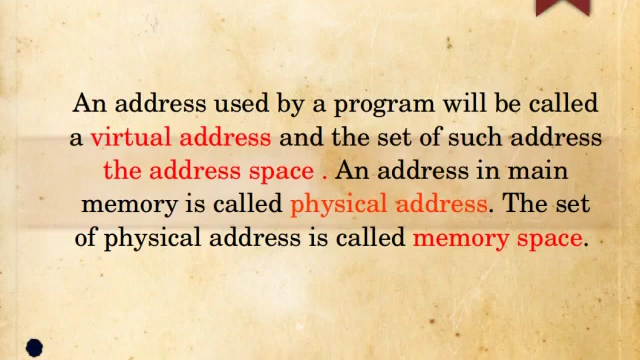 An address used by a program will be called
a virtual address and the set of such address
the address space . An address in main
memory is called physical address. The set
of physical address is called memory space.